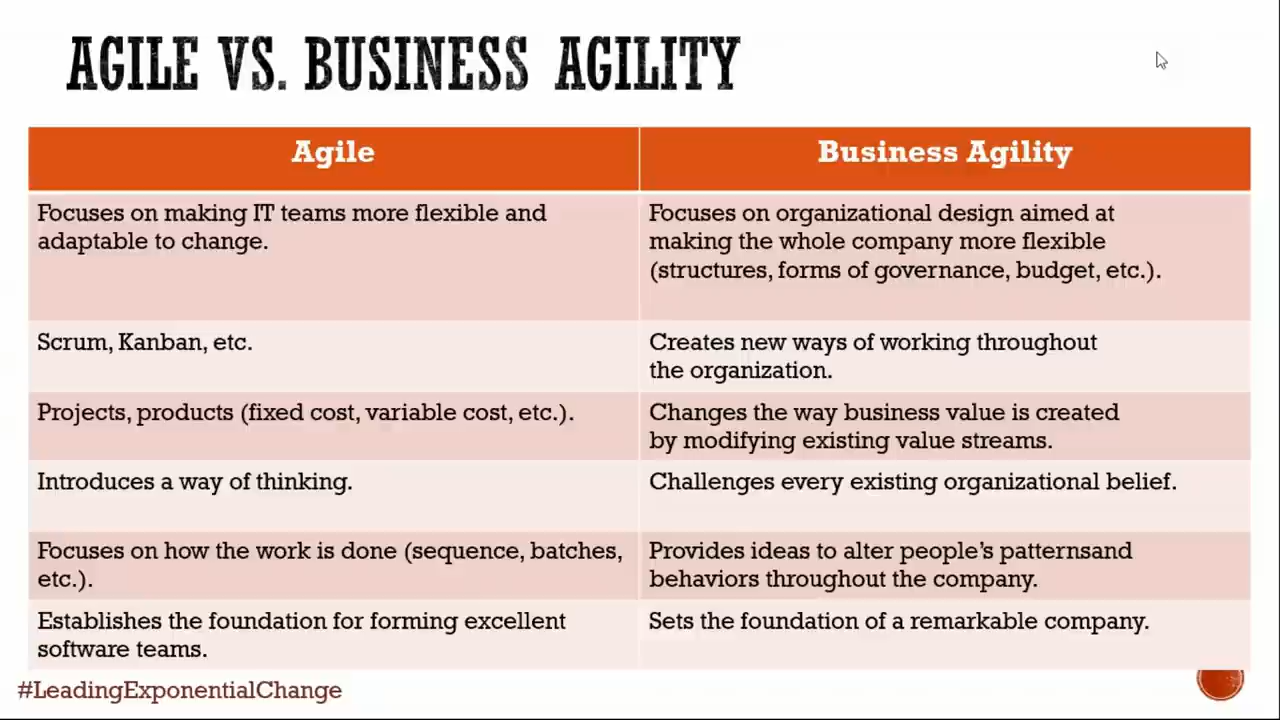 AGILE VS. BUSINESS AGILITY
Agile
Business Agility
Focuses on making IT teams more flexible and
adaptable to change.
Focuses on organizational design aimed at
making the whole company more flexible
(structures, forms of governance, budget, etc.).
Scrum, Kanban, etc.
Creates new ways of working throughout
the organization.
Projects, products (fixed cost, variable cost, etc.).
Changes the way business value is created
by modifying existing value streams.
Introduces a way of thinking.
Challenges every existing organizational belief.
Focuses on how the work is done (sequence, batches,
etc.).
Provides ideas to alter people’s patternsand
behaviors throughout the company.
Establishes the foundation for forming excellent
software teams.
Sets the foundation of a remarkable company.
#LeadingExponentialChange